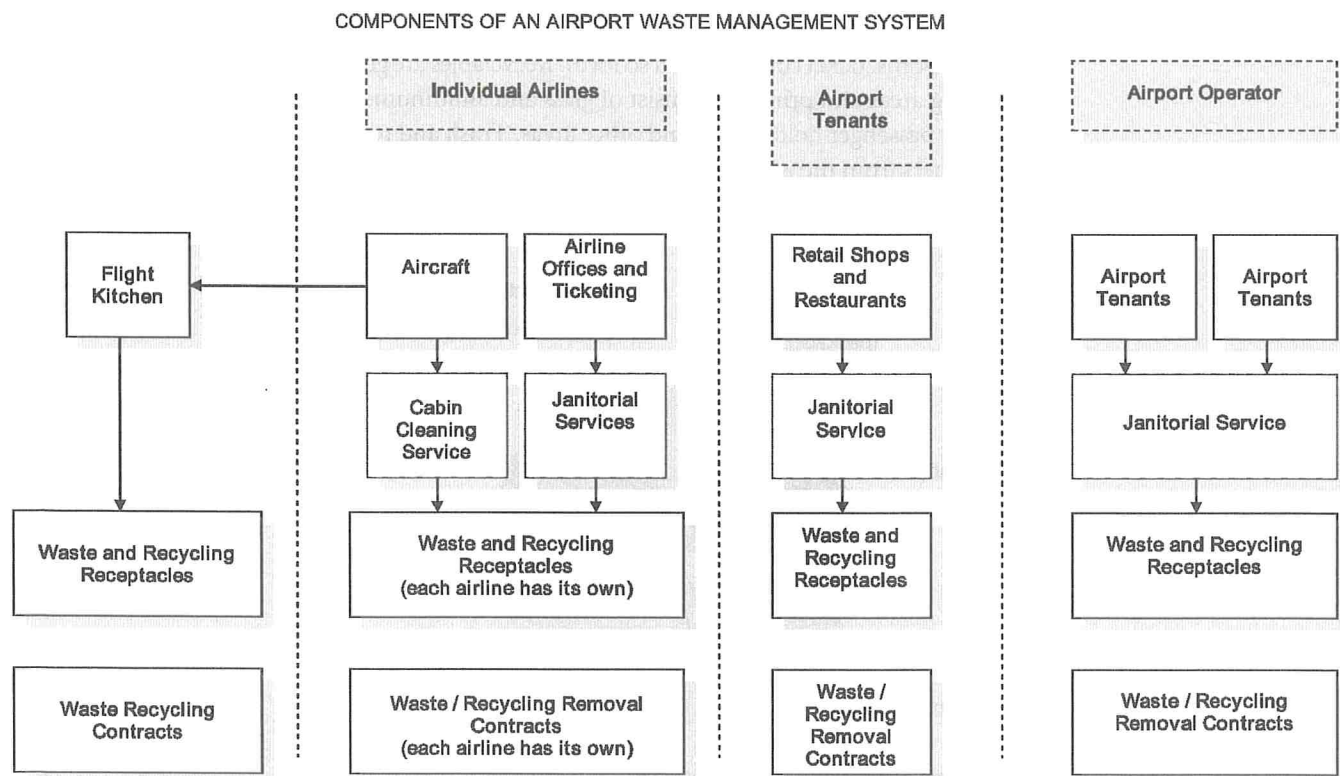 COMPONENTS OF AN AIRPORT WASTE MANAGEMENT SYSTEM
Individual Airlines
Airport
Tenants
Airport Operator
Flight
Kitchen
Aircraft
Airline
Offices and
Ticketing
Retail Shops
and
Restaurants
Airport
Tenants
Airport
Tenants
Cabin
Cleaning
Service
Janitorial
Services
Janitorial
Service
Janitorial Service
Waste and Recycling
Receptacles
Waste and Recycling
Receptacles
(each airline has its own)
Waste and
Recycling
Receptacles
Waste and Recycling
Receptacles
Waste Recycling
Contracts
Waste / Recycling Removal
Contracts
(each airline has its own)
Waste /
Recycling
Removal
Contracts
Waste / Recycling
Removal Contracts